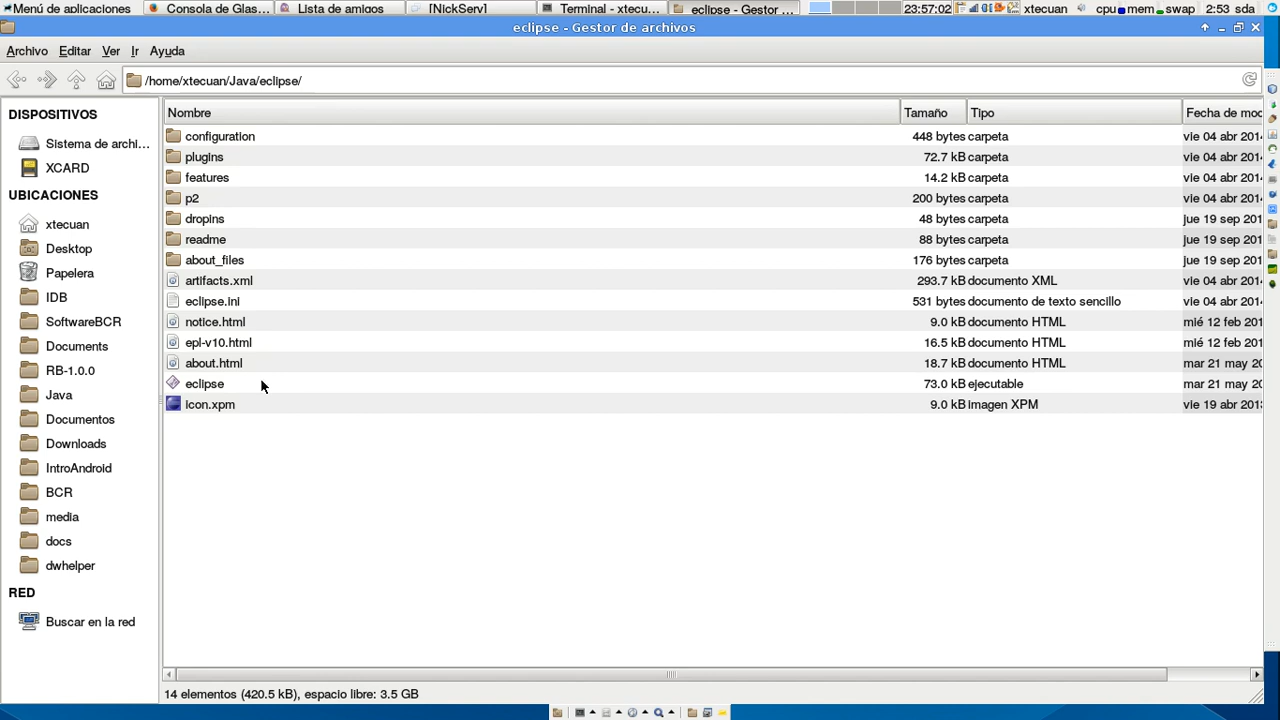 Menú de aplicaciones Consola de Glas... Lista de amigos [NickServ] Terminal - xtecu... eclipse - Gestor ... 23:57:02 xtecuan cpu mem swap 2:53 sda
eclipse - Gestor de archivos
Archivo Editar Ver Ir Ayuda
/home/xtecuan/Java/eclipse/
DISPOSITIVOS
Sistema de archi...
XCARD
UBICACIONES
xtecuan
Desktop
Papelera
IDB
SoftwareBCR
Documents
RB-1.0.0
Java
Documentos
Downloads
IntroAndroid
BCR
media
docs
dwhelper
RED
Buscar en la red
Nombre Tamaño Tipo Fecha de moc
configuration 448 bytes carpeta vie 04 abr 201
plugins 72.7 kB carpeta vie 04 abr 201
features 14.2 kB carpeta vie 04 abr 201
p2 200 bytes carpeta vie 04 abr 201
dropins 48 bytes carpeta jue 19 sep 201
readme 88 bytes carpeta jue 19 sep 201
about_files 176 bytes carpeta jue 19 sep 201
artifacts.xml 293.7 kB documento XML vie 04 abr 201
eclipse.ini 531 bytes documento de texto sencillo vie 04 abr 201
notice.html 9.0 kB documento HTML mié 12 feb 201
epl-v10.html 16.5 kB documento HTML mié 12 feb 201
about.html 18.7 kB documento HTML mar 21 may 20
eclipse 73.0 kB ejecutable mar 21 may 20
icon.xpm 9.0 kB imagen XPM vie 19 abr 201
14 elementos (420.5 kB), espacio libre: 3.5 GB